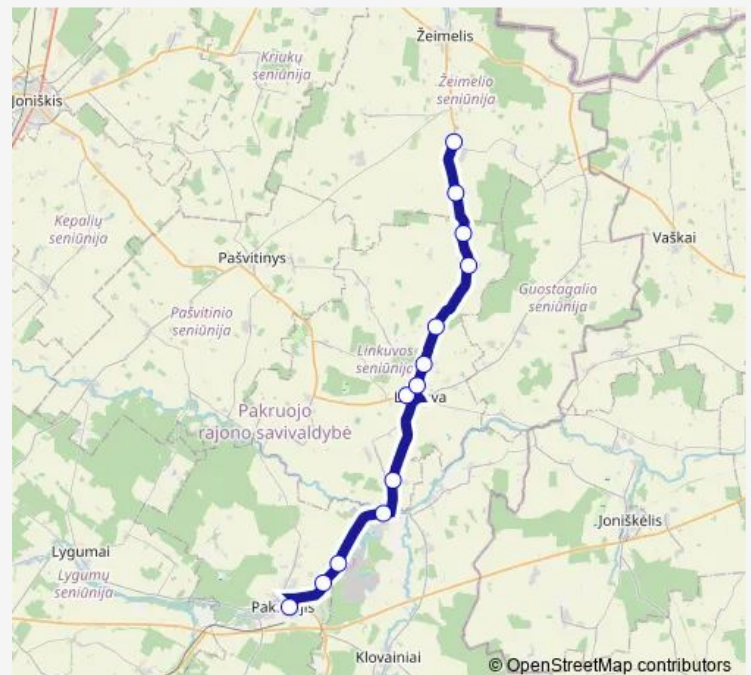 Žeimelis
Kriukų
seniūnija
Žeimelio
seniūnija
Joniškis
Kepalių
seniūnija
Vaškai
Pašvitinys
Guostagalio
seniūnija
Pašvitinio
seniūnija
Linkuvos
seniūnija
Pakruojo
rajono savivaldybė
Joniškėlis
Lygumai
Lygumų
seniūnija
Klovainiai
© OpenStreetMap contributors